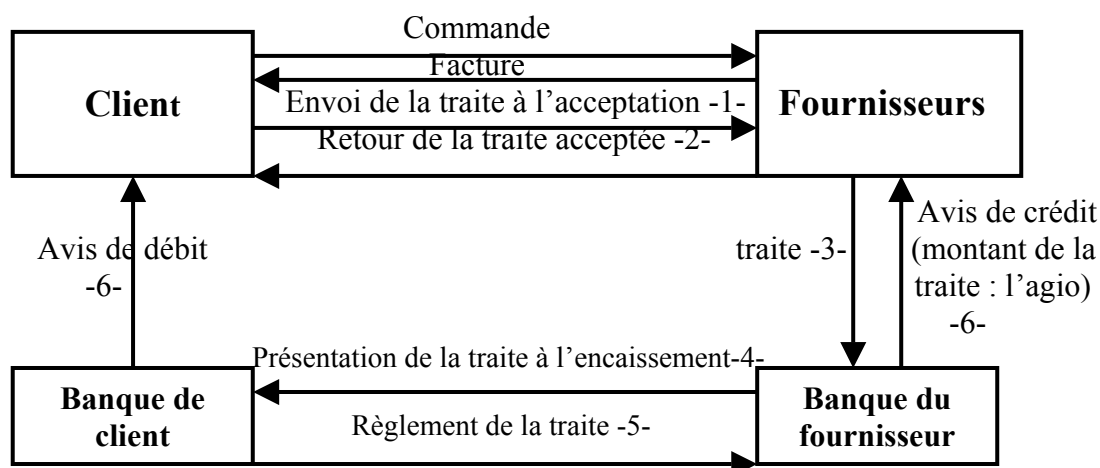 Commande
Facture
Client
Envoi de la traite à l’acceptation -1-
Fournisseurs
Retour de la traite acceptée -2-
Avis de débit
-6-
traite -3-
Avis de crédit
(montant de la
traite : l’agio)
-6-
Présentation de la traite à l’encaissement-4-
Banque de
client
Règlement de la traite -5-
Banque du
fournisseur